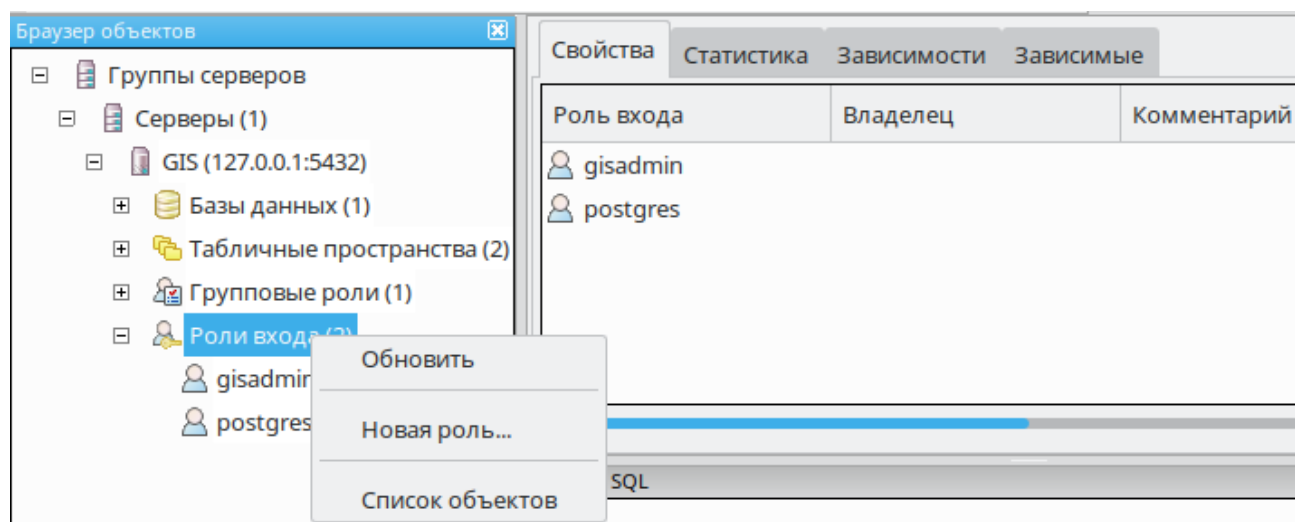 Браузер объектов
Группы серверов
Серверы (1)
GIS (127.0.0.1:5432)
Базы данных (1)
Табличные пространства (2)
Групповые роли (1)
Роли входа (2)
gisadmin
postgres
Обновить
Новая роль...
Список объектов
Свойства Статистика Зависимости Зависимые
Роль входа Владелец Комментарий
gisadmin
postgres
SQL